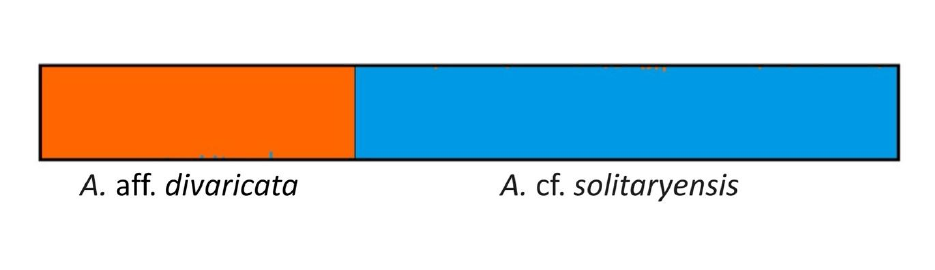 A. aff. divaricata A. cf. solitaryensis